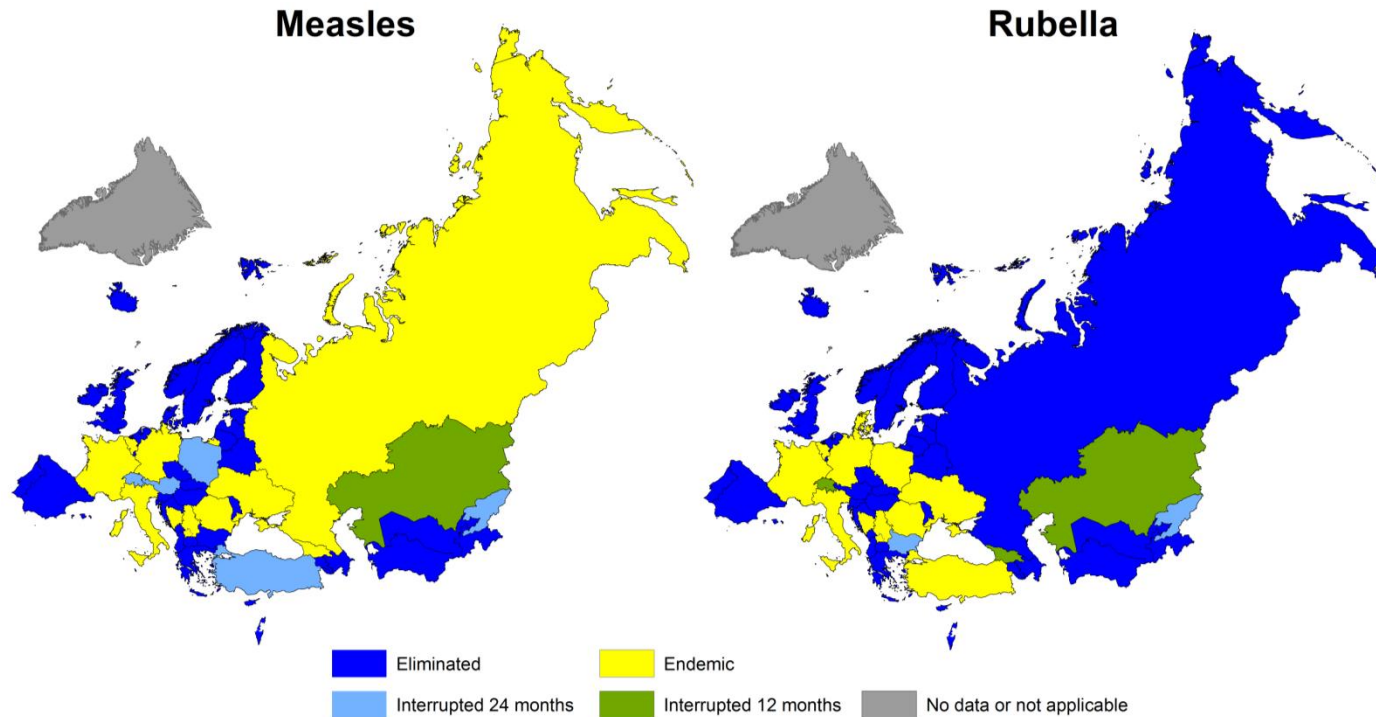 Measles
Rubella
Eliminated
Endemic
Interrupted 24 months
Interrupted 12 months
No data or not applicable